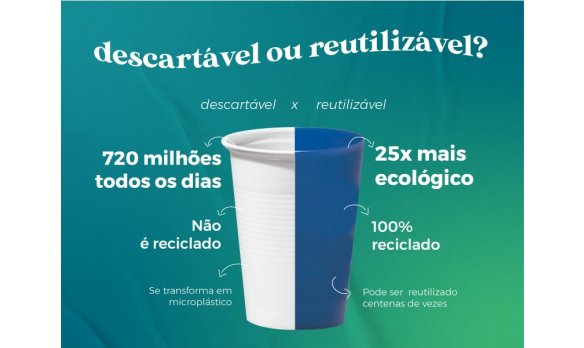 descartável ou reutilizável?
descartável x reutilizável
720 milhões
todos os dias
25x mais
ecológico
Não
é reciclado
100%
reciclado
Se transforma em
microplástico
Pode ser reutilizado
centenas de vezes